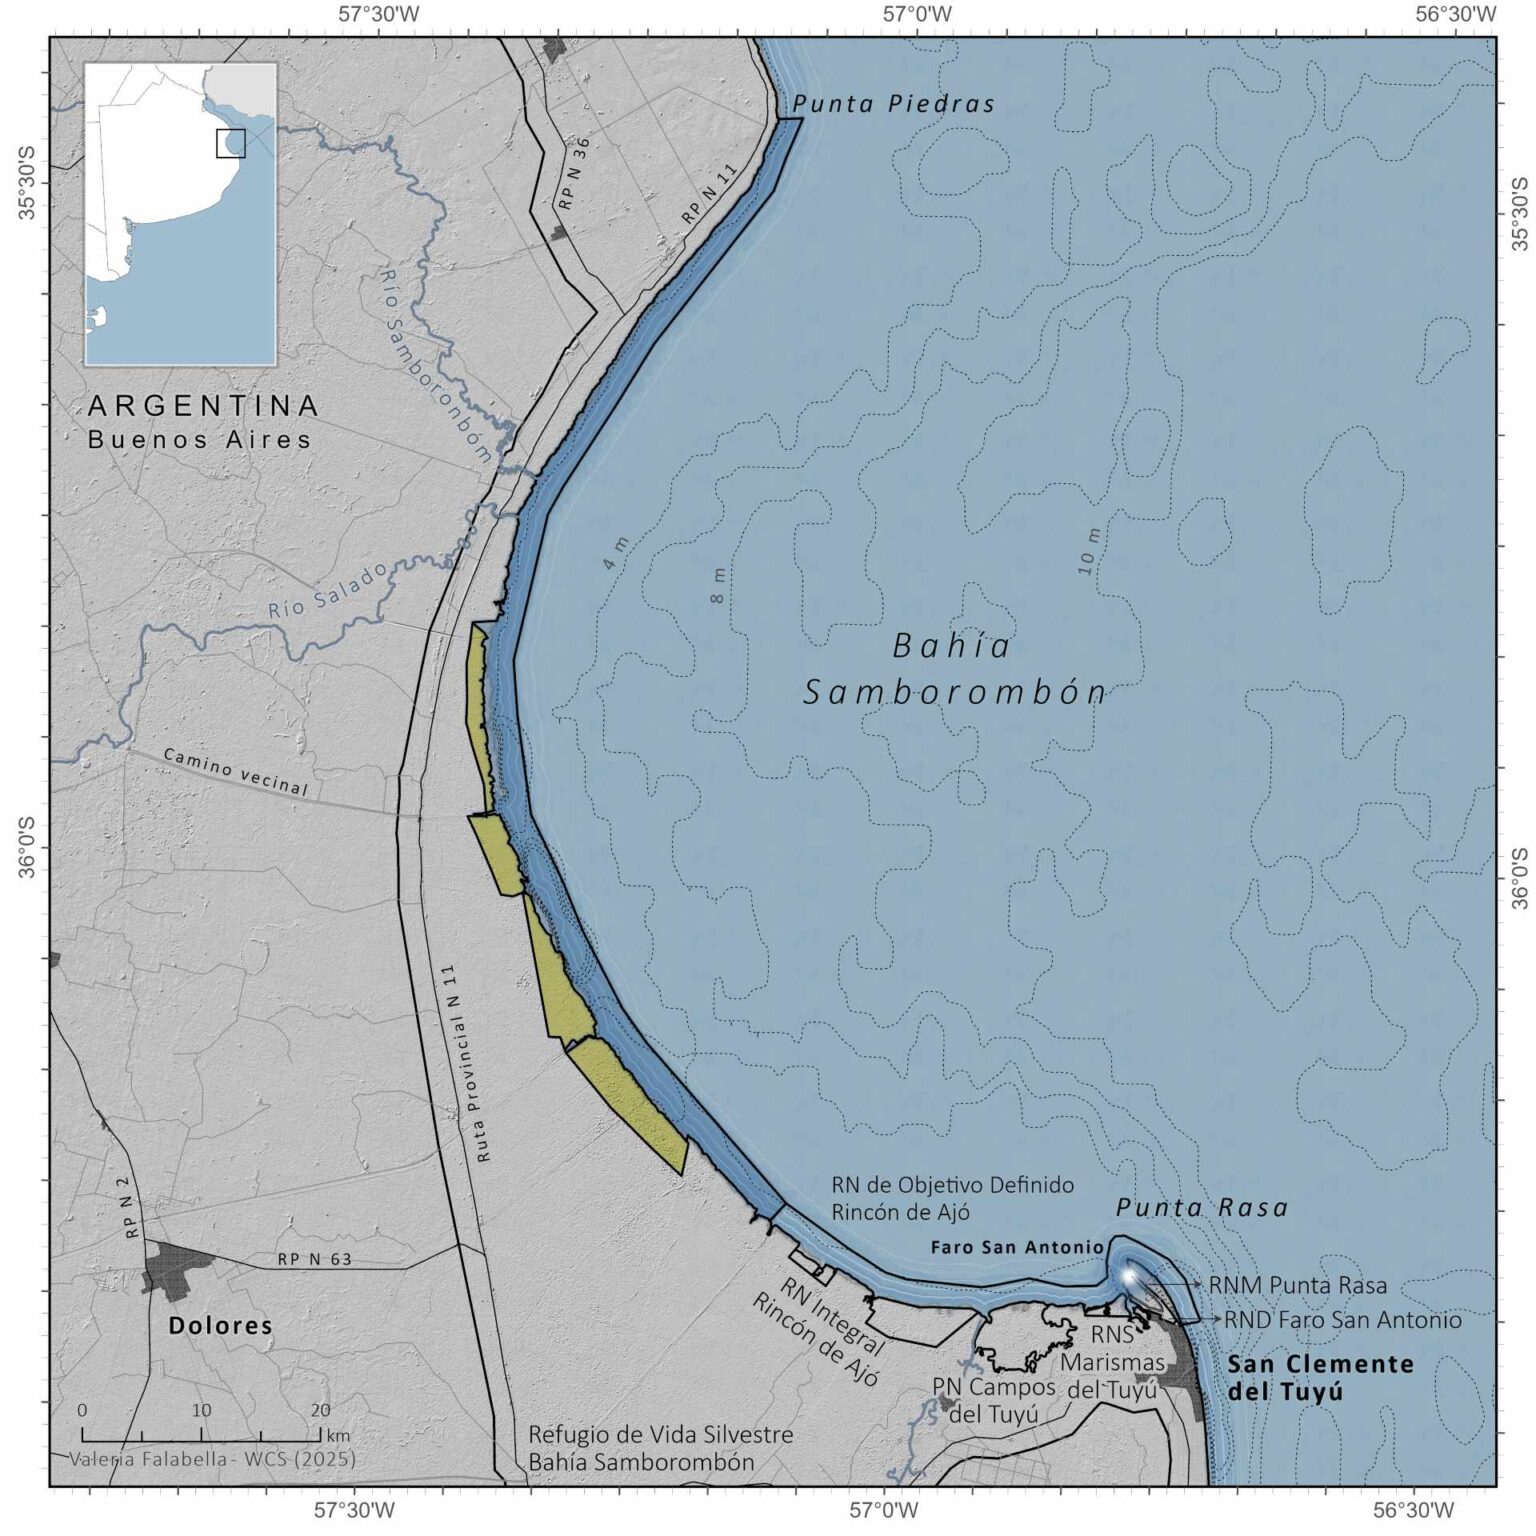 57°30'W
57°0'W
56°30'W
35°30'S
35°30'S
Punta Piedras
RP N 36
RP N 11
Río Samboronbóm
ARGENTINA
Buenos Aires
4 m
8 m
10 m
Río Salado
Bahía
Samborombón
Camino vecinal
36°0'S
36°0'S
Ruta Provincial N 11
RN de Objetivo Definido
Rincón de Ajó
Punta Rasa
RP N 2
Faro San Antonio
RP N 63
RNM Punta Rasa
RN Integral
Rincón de Ajó
RND Faro San Antonio
Dolores
RNS
Marismas
del Tuyú
San Clemente
del Tuyú
PN Campos
del Tuyú
0 10 20
km
Refugio de Vida Silvestre
Bahía Samborombón
Valeria Falabella - WCS (2025)
57°30'W
57°0'W
56°30'W